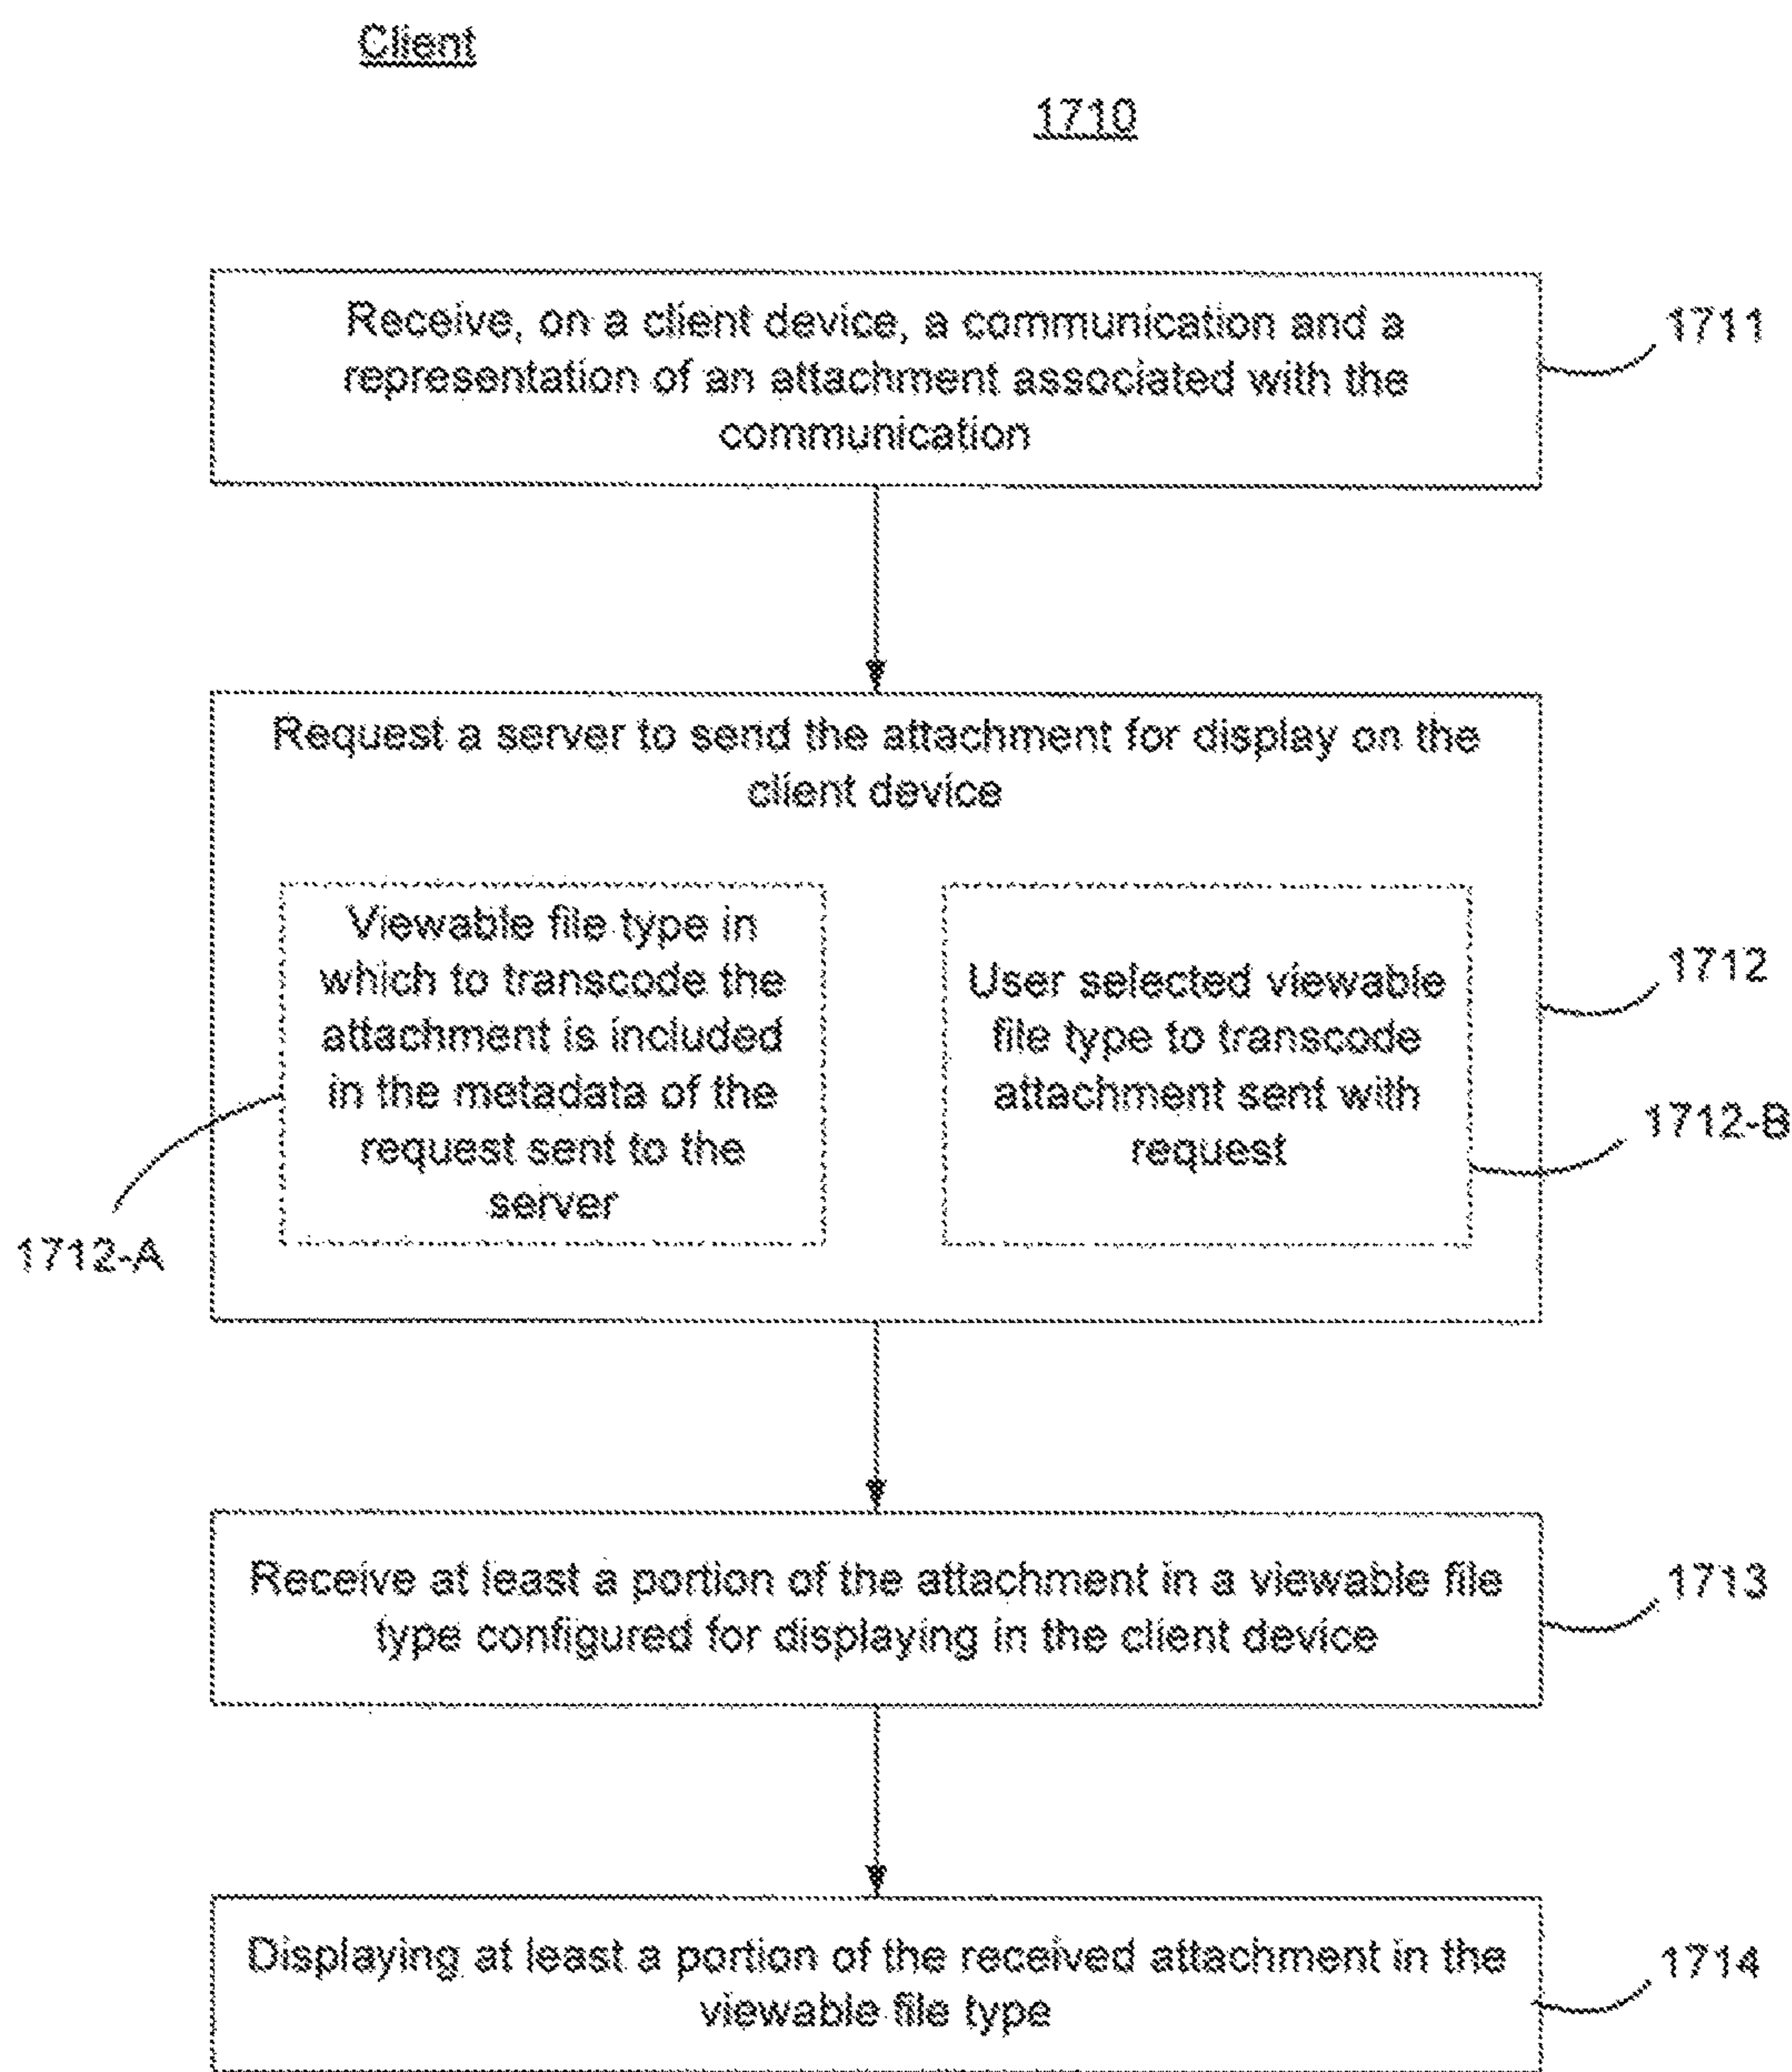 Client
1710
Receive, on a client device, a communication and a
representation of an attachment associated with the
communication
1711
Request a server to send the attachment for display on the
client device
Viewable file type in
which to transcode the
attachment is included
in the metadata of the
request sent to the
server
User selected viewable
file type to transcode
attachment sent with
request
1712
1712-B
1712-A
Receive at least a portion of the attachment in a viewable file
type configured for displaying in the client device
1713
Displaying at least a portion of the received attachment in the
viewable file type
1714